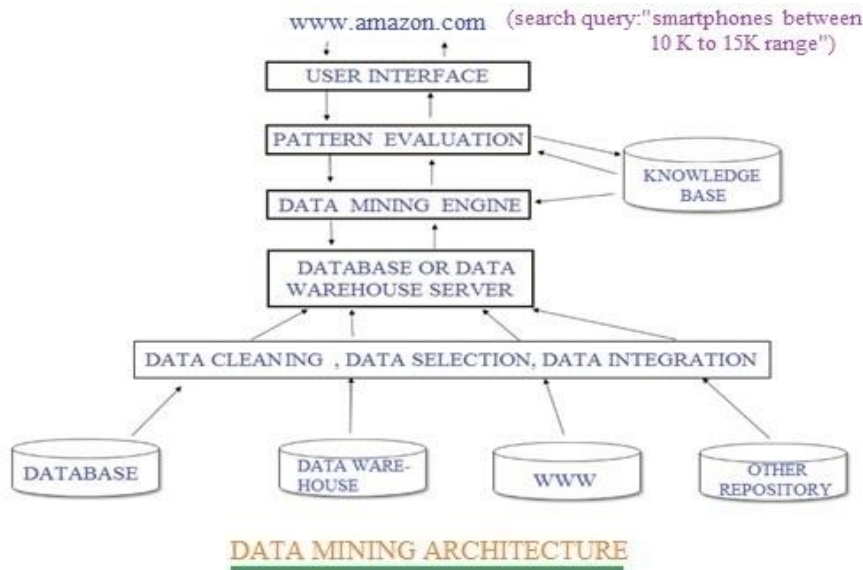 www.amazon.com (search query:"smartphones between
10 K to 15K range")
USER INTERFACE
PATTERN EVALUATION
KNOWLEDGE
BASE
DATA MINING ENGINE
DATABASE OR DATA
WAREHOUSE SERVER
DATA CLEANING , DATA SELECTION, DATA INTEGRATION
DATABASE
DATA WARE-
HOUSE
WWW
OTHER
REPOSITORY
DATA MINING ARCHITECTURE